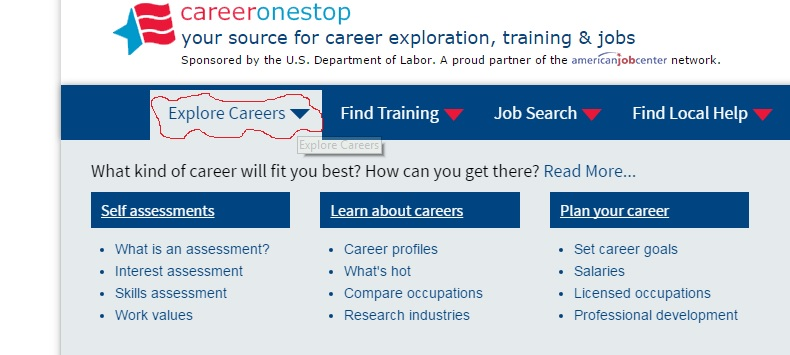 careeronestop
your source for career exploration, training & jobs
Sponsored by the U.S. Department of Labor. A proud partner of the americanjobcenter network.
Explore Careers Find Training Job Search Find Local Help
Explore Careers
What kind of career will fit you best? How can you get there? Read More...
Self assessments Learn about careers Plan your career
What is an assessment? Career profiles Set career goals
Interest assessment What's hot Salaries
Skills assessment Compare occupations Licensed occupations
Work values Research industries Professional development